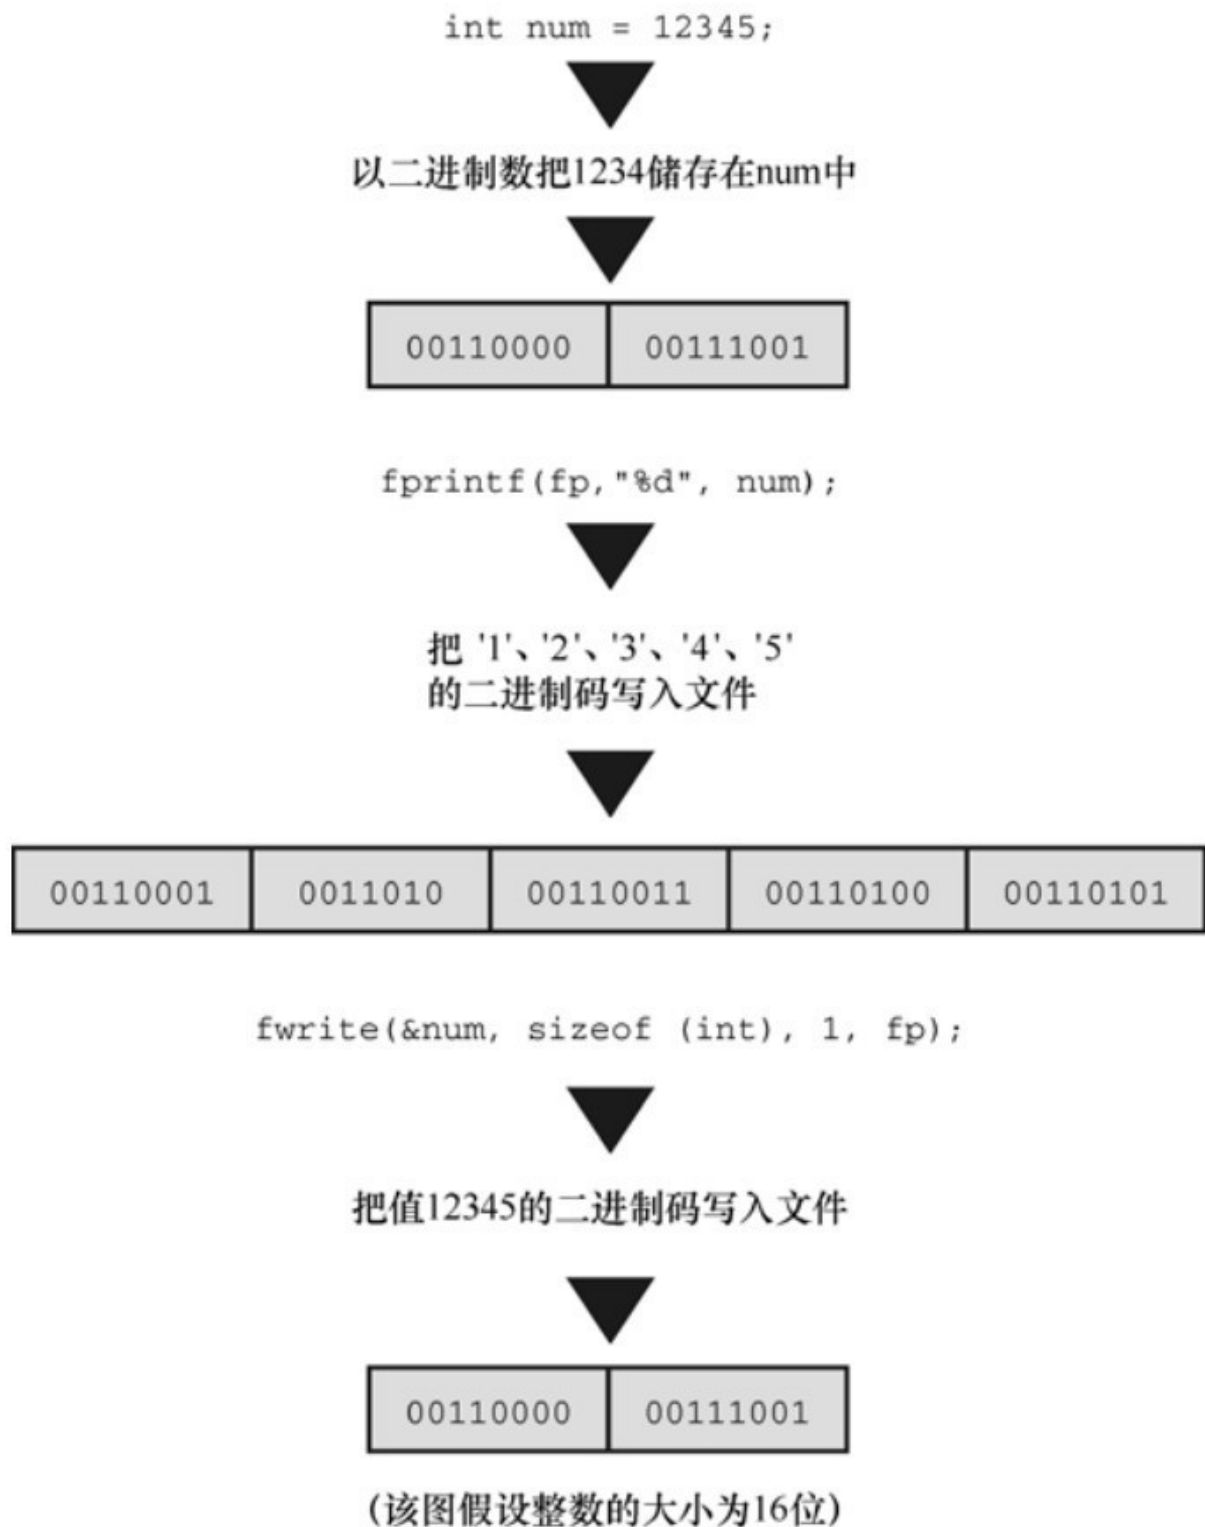 int num = 12345;
以二进制数把1234储存在num中
00110000 00111001
fprintf(fp,"%d", num);
把 '1'、'2'、'3'、'4'、'5'
的二进制码写入文件
00110001 0011010 00110011 00110100 00110101
fwrite(&num, sizeof (int), 1, fp);
把值12345的二进制码写入文件
00110000 00111001
(该图假设整数的大小为16位)